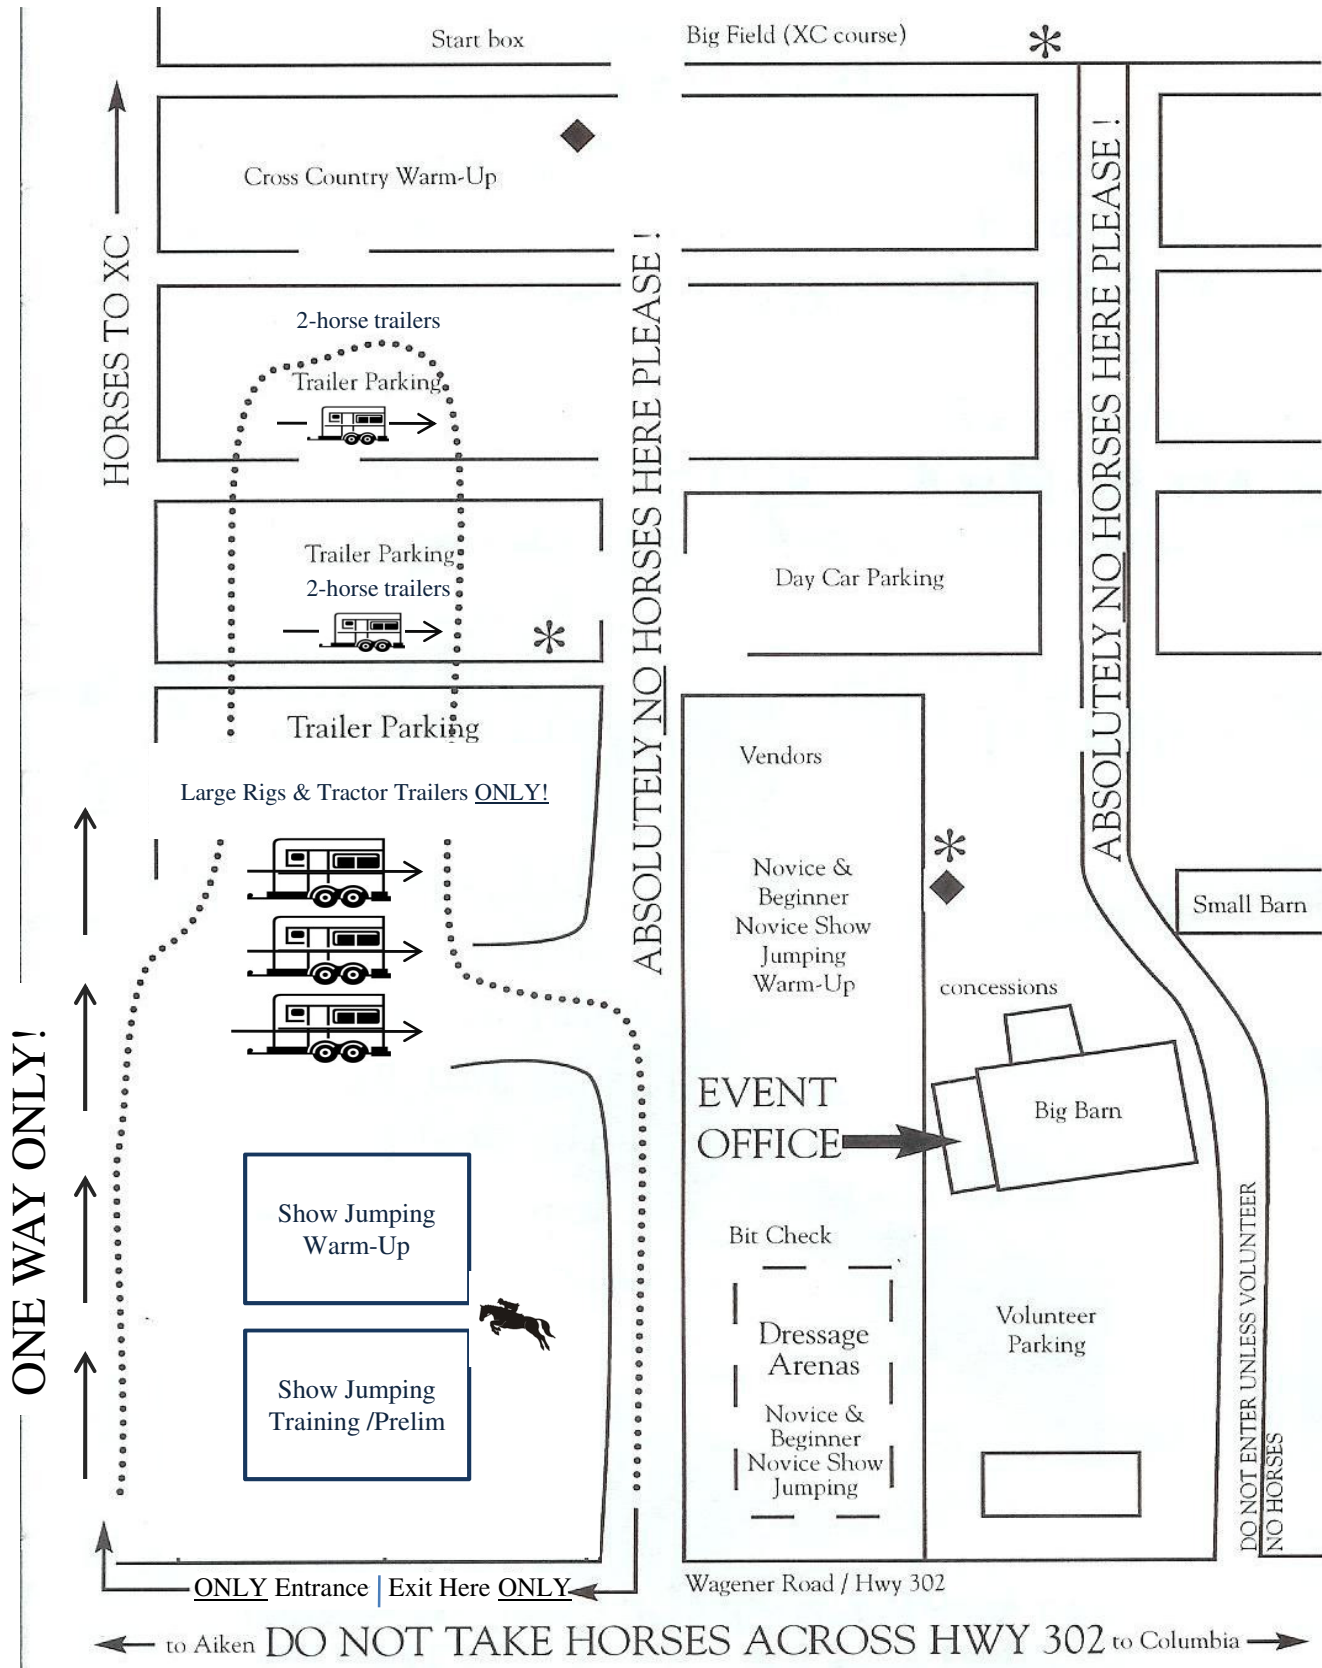 Start box
Big Field (XC course)
Cross Country Warm-Up
HORSES TO XC
ABSOLUTELY NO HORSES HERE PLEASE !
ABSOLUTELY NO HORSES HERE PLEASE !
2-horse trailers
Trailer Parking
Trailer Parking
2-horse trailers
Day Car Parking
Trailer Parking
Large Rigs & Tractor Trailers ONLY!
Vendors
Novice &
Beginner
Novice Show
Jumping
Warm-Up
Small Barn
concessions
ONE WAY ONLY!
EVENT
OFFICE
Big Barn
Show Jumping
Warm-Up
Bit Check
Show Jumping
Training /Prelim
Dressage
Arenas
Novice &
Beginner
Novice Show
Jumping
Volunteer
Parking
DO NOT ENTER UNLESS VOLUNTEER
NO HORSES
ONLY Entrance | Exit Here ONLY
Wagener Road / Hwy 302
to Aiken DO NOT TAKE HORSES ACROSS HWY 302 to Columbia